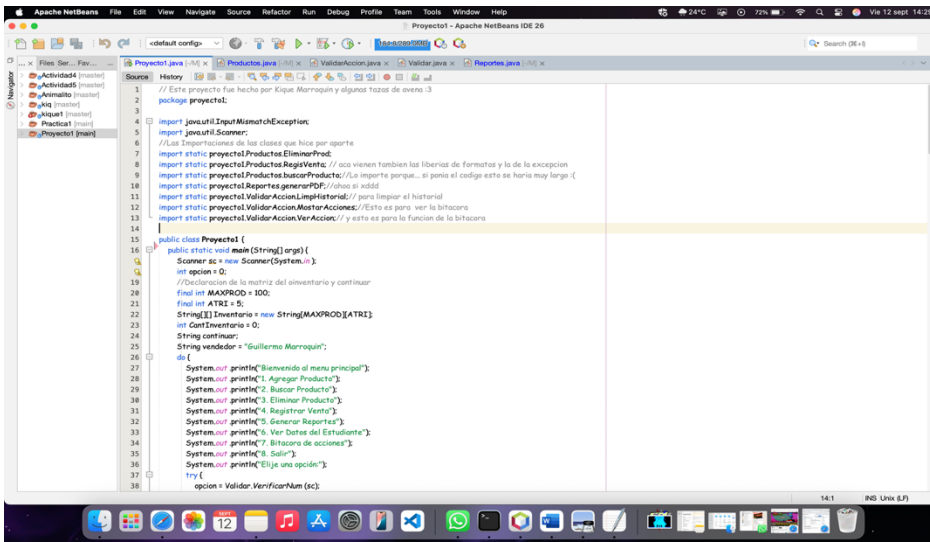 Apache NetBeans File Edit View Navigate Source Refactor Run Debug Profile Team Tools Window Help 24°C 72% Vie 12 sept 14:2
Proyecto1 - Apache NetBeans IDE 26
<default config> Search (⌘+I)
... Files Ser... Fav... Proyecto1.java [-/M] Productos.java [-/M] ValidarAccion.java Validar.java Reportes.java [-/M]
Navigator
Actividad4 [master]
Actividad5 [master]
Animalito [master]
kiq [master]
kique1 [master]
Practica1 [main]
Proyecto1 [main]
Source History
1 // Este proyecto fue hecho por Kique Marroquin y algunas tazas de avena :3
2 package proyecto1;
3
4 import java.util.InputMismatchException;
5 import java.util.Scanner;
6 //Las Importaciones de las clases que hice por aparte
7 import static proyecto1.Productos.EliminarProd;
8 import static proyecto1.Productos.RegisVenta; // aca vienen tambien las liberias de formatos y la de la excepcion
9 import static proyecto1.Productos.buscarProducto;//Lo importe porque... si ponia el codigo esto se haria muy largo :(
10 import static proyecto1.Reportes.generarPDF;//ahoa si xddd
11 import static proyecto1.ValidarAccion.LimpHistorial;// para limpiar el historial
12 import static proyecto1.ValidarAccion.MostarAcciones;//Esto es para ver la bitacora
13 import static proyecto1.ValidarAccion.VerAccion;// y esto es para la funcion de la bitacara
14
15 public class Proyecto1 {
16 public static void main (String[] args) {
Scanner sc = new Scanner(System.in );
int opcion = 0;
19 //Declaracion de la matriz del oinventario y continuar
20 final int MAXPROD = 100;
21 final int ATRI = 5;
22 String[][] Inventario = new String[MAXPROD][ATRI];
23 int CantInventario = 0;
24 String continuar;
25 String vendedor = "Guillermo Marroquin";
26 do {
27 System.out .println("Bienvenido al menu principal");
28 System.out .println("1. Agregar Producto");
29 System.out .println("2. Buscar Producto");
30 System.out .println("3. Eliminar Producto");
31 System.out .println("4. Registrar Venta");
32 System.out .println("5. Generar Reportes");
33 System.out .println("6. Ver Datos del Estudiante");
34 System.out .println("7. Bitacora de acciones");
35 System.out .println("8. Salir");
36 System.out .println("Elije una opción:");
37 try {
38 opcion = Validar.VerificarNum (sc);
14:1 INS Unix (LF)
SEPT
12